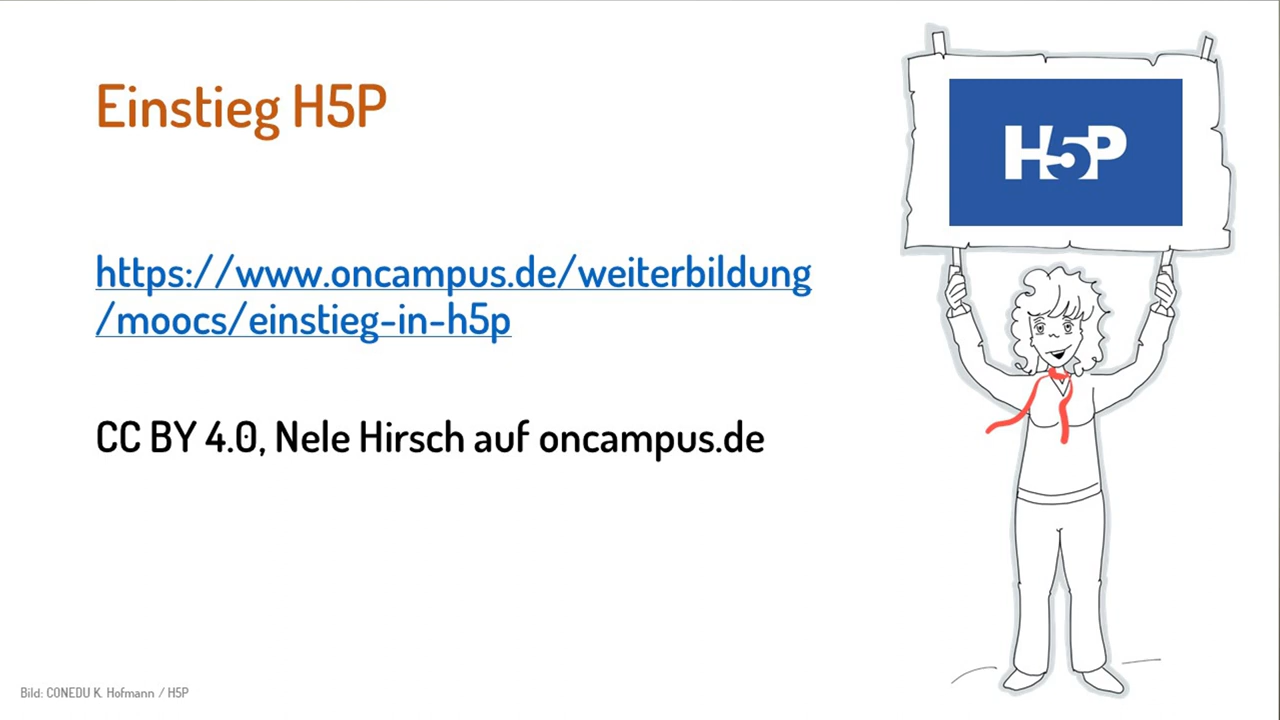 Einstieg H5P
H5P
https://www.oncampus.de/weiterbildung
/moocs/einstieg-in-h5p
CC BY 4.0, Nele Hirsch auf oncampus.de
Bild: CONEDU K. Hofmann / H5P